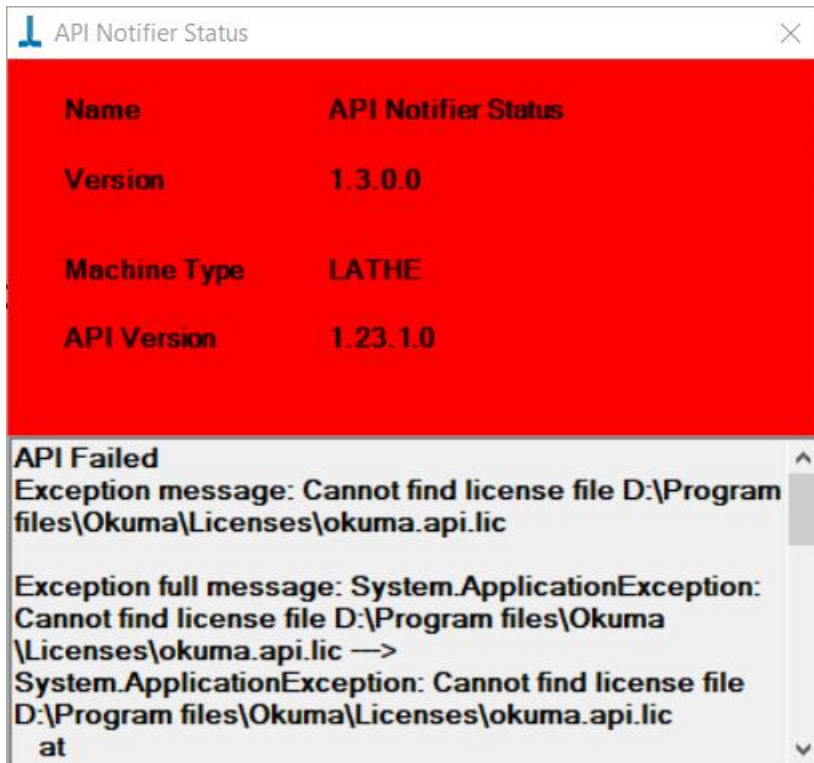 API Notifier Status
Name API Notifier Status
Version 1.3.0.0
Machine Type LATHE
API Version 1.23.1.0
API Failed
Exception message: Cannot find license file D:\Program
files\Okuma\Licenses\okuma.api.lic
Exception full message: System.ApplicationException:
Cannot find license file D:\Program files\Okuma
\Licenses\okuma.api.lic --->
System.ApplicationException: Cannot find license file
D:\Program files\Okuma\Licenses\okuma.api.lic
at